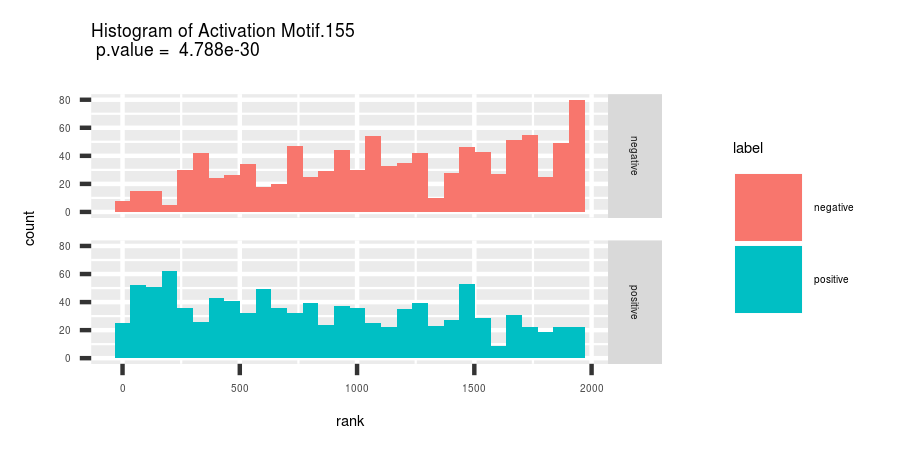 Histogram of Activation Motif.155
p.value = 4.788e-30
count
80
60
40
20
0
negative
80
60
40
20
0
positive
0 500 1000 1500 2000
rank
label
negative
positive